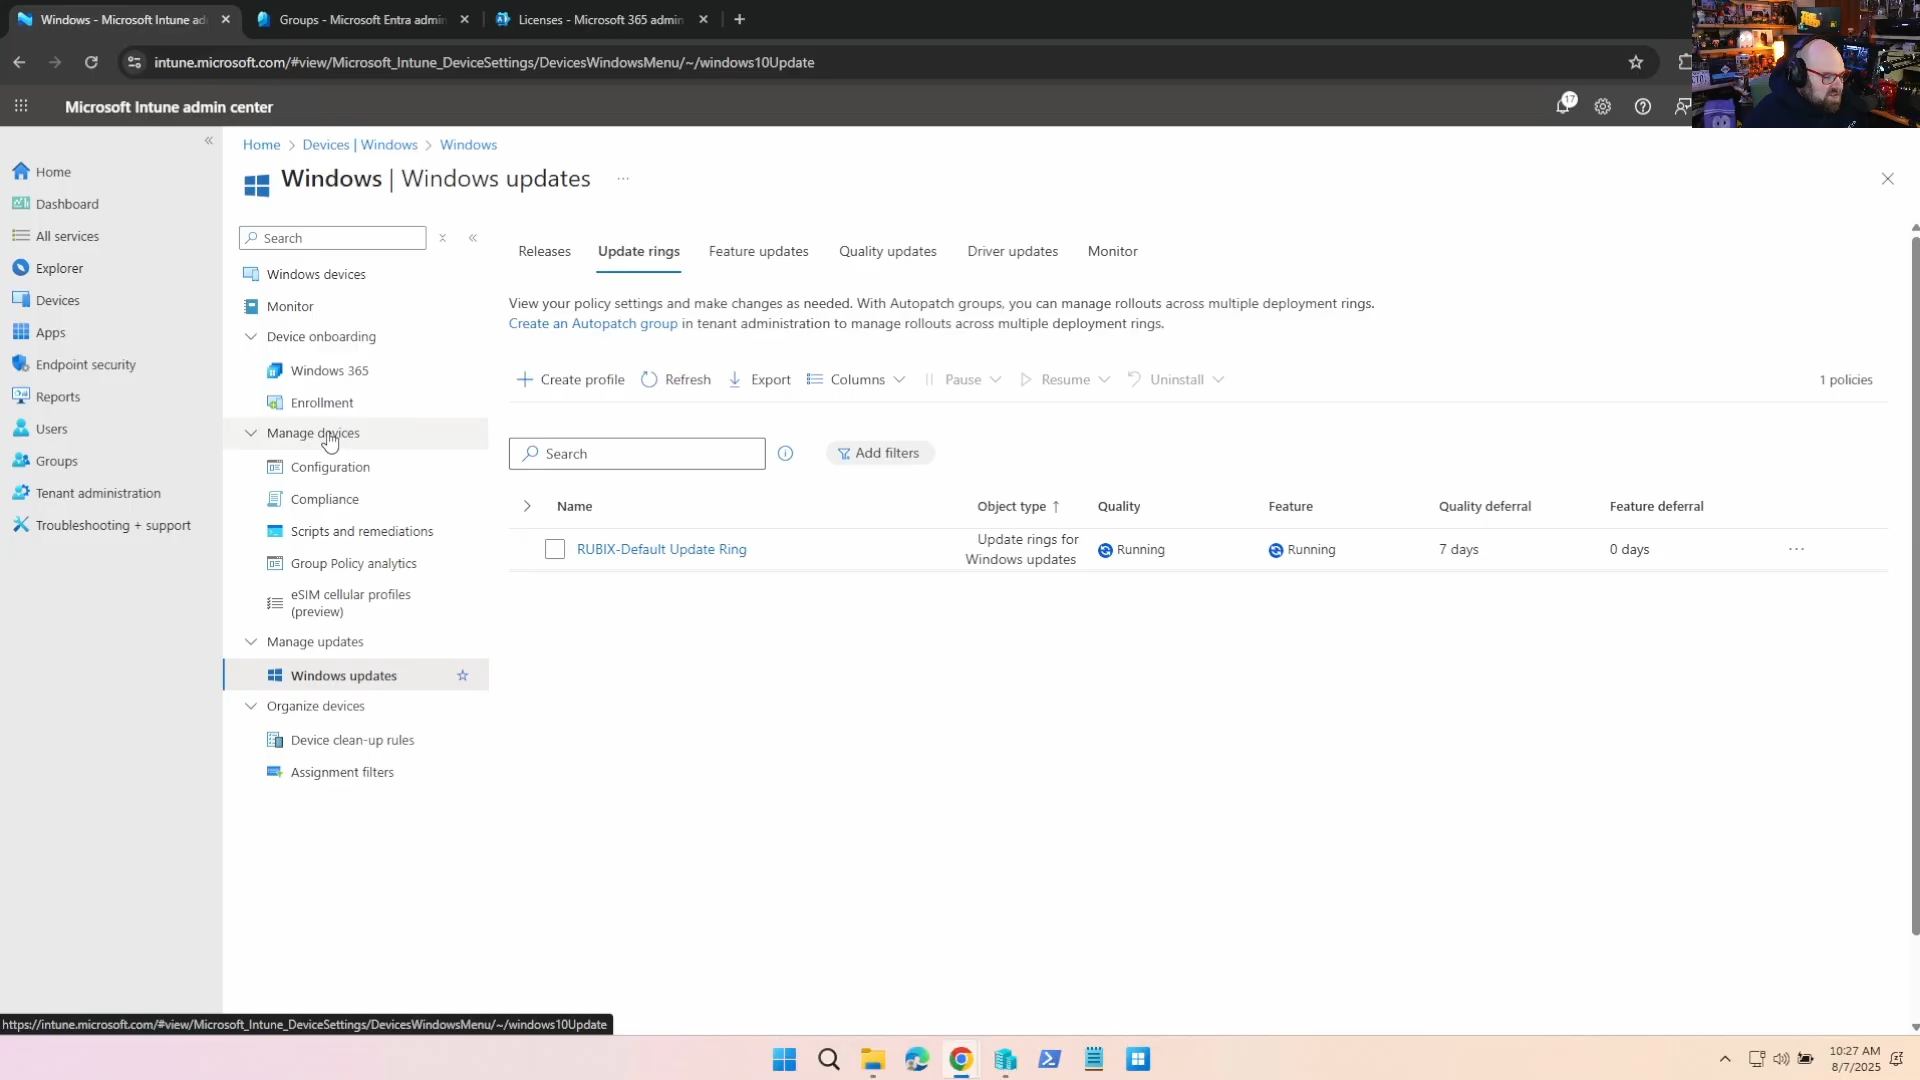 Windows - Microsoft Intune ad
Groups - Microsoft Entra admin
Licenses - Microsoft 365 admin
intune.microsoft.com/#view/Microsoft_Intune_DeviceSettings/DevicesWindowsMenu/~/windows10Update
Microsoft Intune admin center
17
Home
Dashboard
All services
Explorer
Devices
Apps
Endpoint security
Reports
Users
Groups
Tenant administration
Troubleshooting + support
Home > Devices | Windows > Windows
Windows | Windows updates
Search
Windows devices
Monitor
Device onboarding
Windows 365
Enrollment
Manage devices
Configuration
Compliance
Scripts and remediations
Group Policy analytics
eSIM cellular profiles
(preview)
Manage updates
Windows updates
Organize devices
Device clean-up rules
Assignment filters
Releases Update rings Feature updates Quality updates Driver updates Monitor
View your policy settings and make changes as needed. With Autopatch groups, you can manage rollouts across multiple deployment rings.
Create an Autopatch group in tenant administration to manage rollouts across multiple deployment rings.
Create profile Refresh Export Columns Pause Resume Uninstall 1 policies
Search Add filters
Name Object type ↑ Quality Feature Quality deferral Feature deferral
RUBIX-Default Update Ring Update rings for Running Running 7 days 0 days
Windows updates
https://intune.microsoft.com/#view/Microsoft_Intune_DeviceSettings/DevicesWindowsMenu/~/windows10Update
10:27 AM
8/7/2025